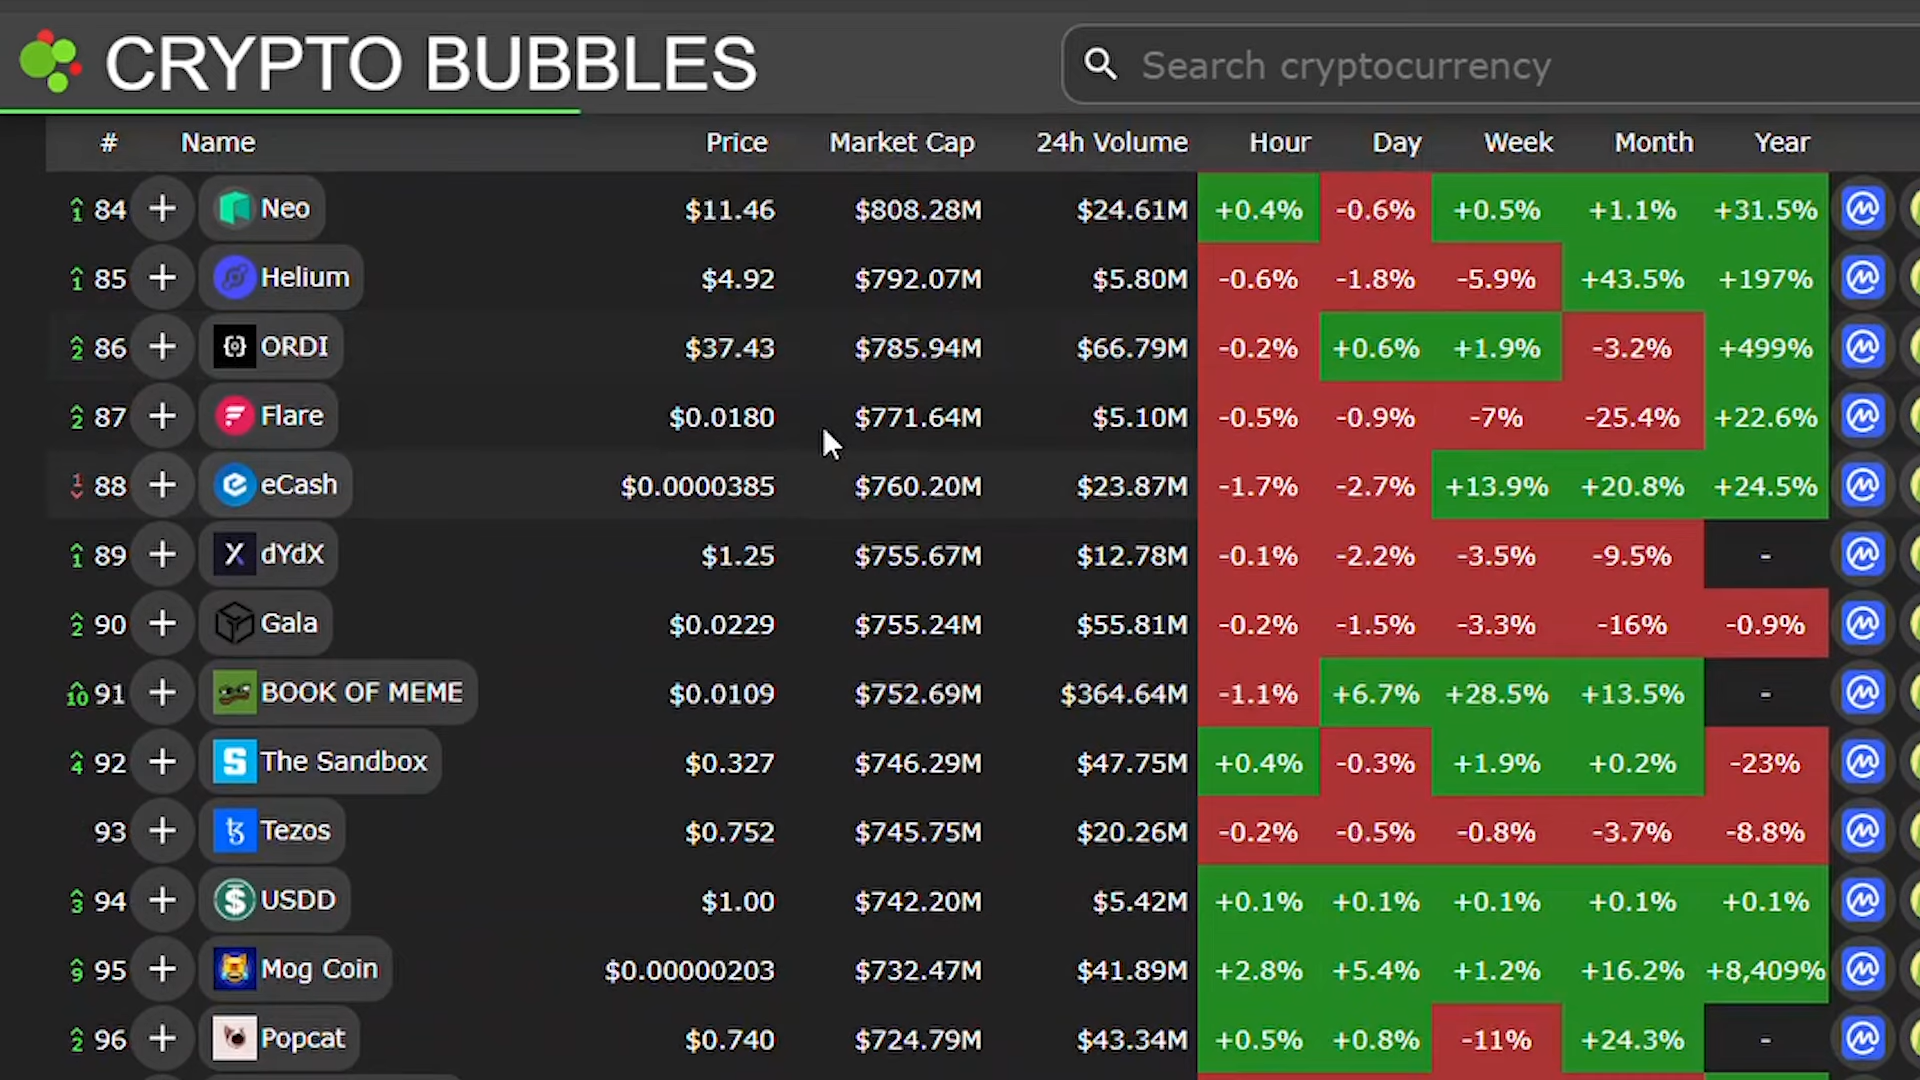 CRYPTO BUBBLES Search cryptocurrency
# Name Price Market Cap 24h Volume Hour Day Week Month Year
1 84 + Neo $11.46 $808.28M $24.61M +0.4% -0.6% +0.5% +1.1% +31.5%
1 85 + Helium $4.92 $792.07M $5.80M -0.6% -1.8% -5.9% +43.5% +197%
2 86 + ORDI $37.43 $785.94M $66.79M -0.2% +0.6% +1.9% -3.2% +499%
2 87 + Flare $0.0180 $771.64M $5.10M -0.5% -0.9% -7% -25.4% +22.6%
1 88 + eCash $0.0000385 $760.20M $23.87M -1.7% -2.7% +13.9% +20.8% +24.5%
1 89 + dYdX $1.25 $755.67M $12.78M -0.1% -2.2% -3.5% -9.5% -
2 90 + Gala $0.0229 $755.24M $55.81M -0.2% -1.5% -3.3% -16% -0.9%
10 91 + BOOK OF MEME $0.0109 $752.69M $364.64M -1.1% +6.7% +28.5% +13.5% -
4 92 + The Sandbox $0.327 $746.29M $47.75M +0.4% -0.3% +1.9% +0.2% -23%
93 + Tezos $0.752 $745.75M $20.26M -0.2% -0.5% -0.8% -3.7% -8.8%
3 94 + USDD $1.00 $742.20M $5.42M +0.1% +0.1% +0.1% +0.1% +0.1%
9 95 + Mog Coin $0.00000203 $732.47M $41.89M +2.8% +5.4% +1.2% +16.2% +8,409%
2 96 + Popcat $0.740 $724.79M $43.34M +0.5% +0.8% -11% +24.3% -